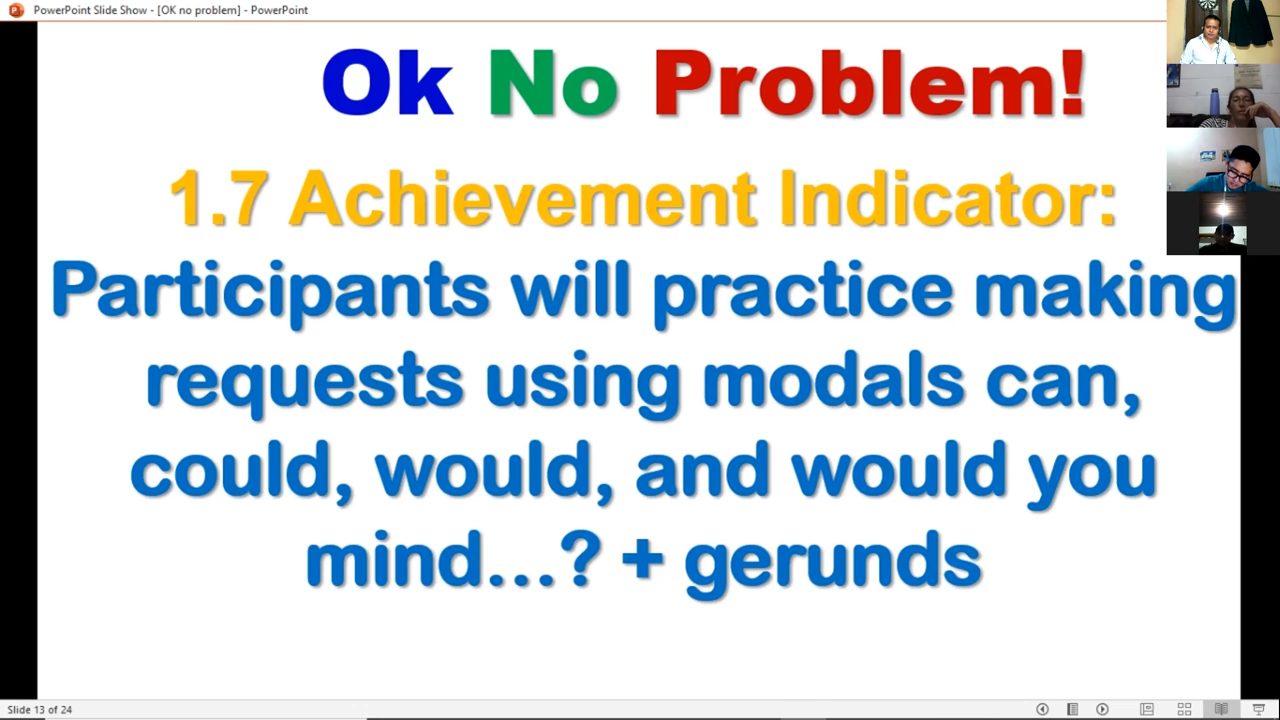 PowerPoint Slide Show - [OK no problem] - PowerPoint
Ok No Problem!
1.7 Achievement Indicator:
Participants will practice making
requests using modals can,
could, would, and would you
mind...? + gerunds
Slide 13 of 24